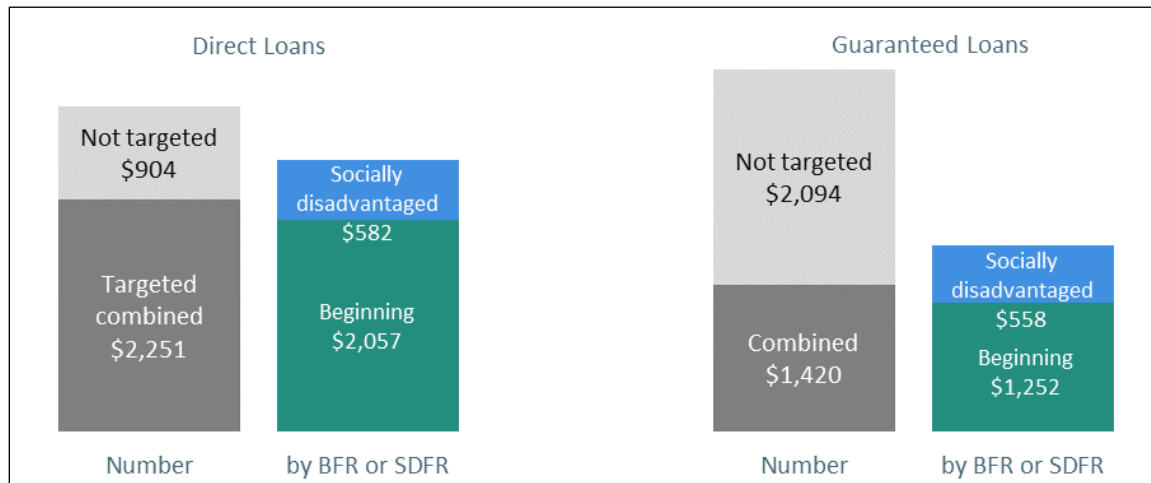 Direct Loans
Not targeted
$904
Targeted
combined
$2,251
Socially
disadvantaged
$582
Beginning
$2,057
Number
by BFR or SDFR
Guaranteed Loans
Not targeted
$2,094
Combined
$1,420
Socially
disadvantaged
$558
Beginning
$1,252
Number
by BFR or SDFR